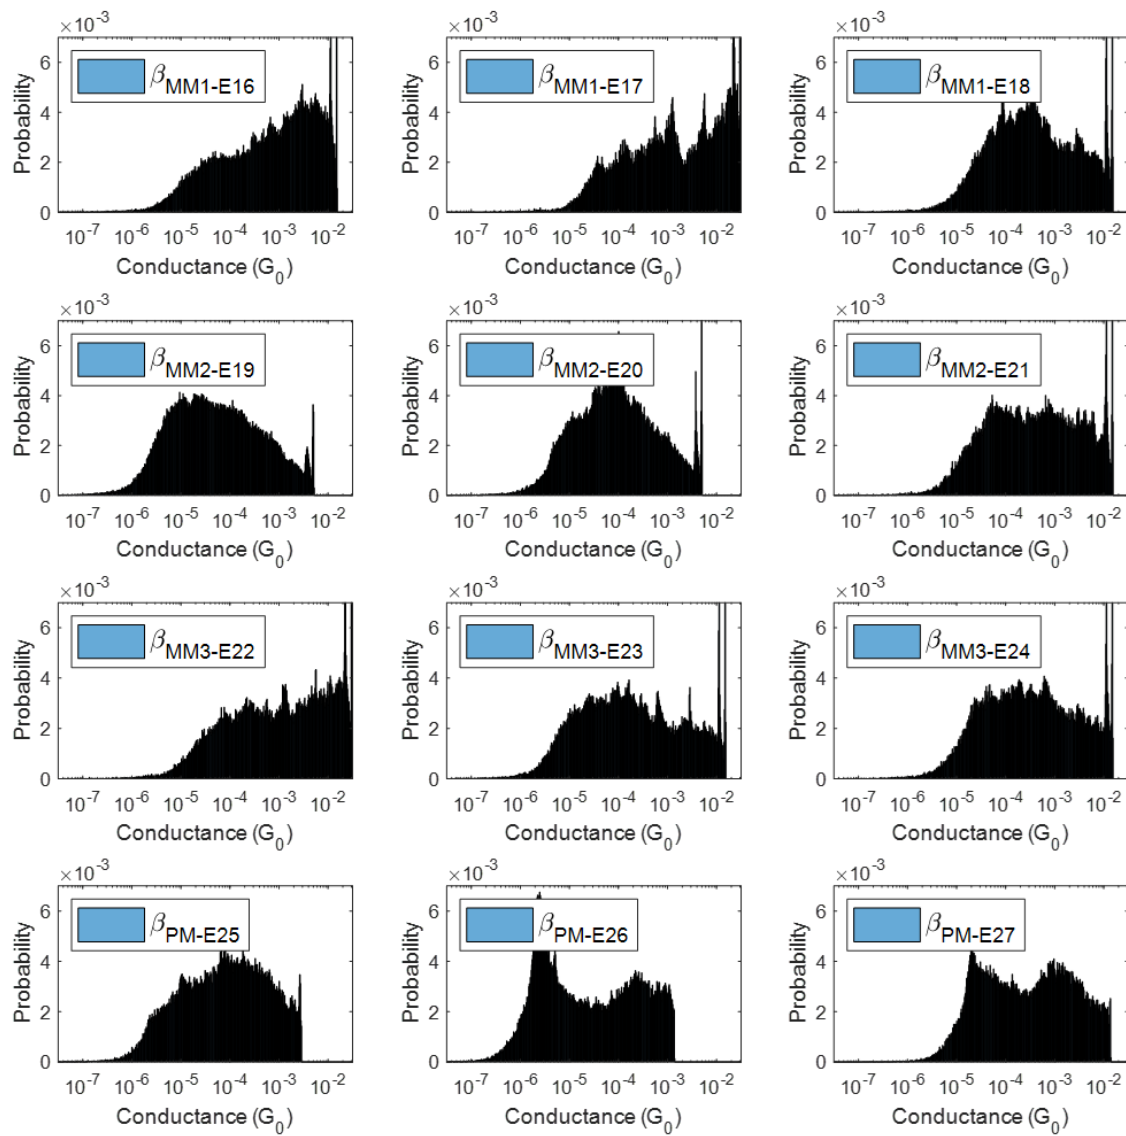 ×10-3 ×10-3 ×10-3
Probability 6 4 2 0 βMM1-E16
10-7 10-6 10-5 10-4 10-3 10-2
Conductance (G0)
Probability 6 4 2 0 βMM1-E17
10-7 10-6 10-5 10-4 10-3 10-2
Conductance (G0)
Probability 6 4 2 0 βMM1-E18
10-7 10-6 10-5 10-4 10-3 10-2
Conductance (G0)
×10-3 ×10-3 ×10-3
Probability 6 4 2 0 βMM2-E19
10-7 10-6 10-5 10-4 10-3 10-2
Conductance (G0)
Probability 6 4 2 0 βMM2-E20
10-7 10-6 10-5 10-4 10-3 10-2
Conductance (G0)
Probability 6 4 2 0 βMM2-E21
10-7 10-6 10-5 10-4 10-3 10-2
Conductance (G0)
×10-3 ×10-3 ×10-3
Probability 6 4 2 0 βMM3-E22
10-7 10-6 10-5 10-4 10-3 10-2
Conductance (G0)
Probability 6 4 2 0 βMM3-E23
10-7 10-6 10-5 10-4 10-3 10-2
Conductance (G0)
Probability 6 4 2 0 βMM3-E24
10-7 10-6 10-5 10-4 10-3 10-2
Conductance (G0)
×10-3 ×10-3 ×10-3
Probability 6 4 2 0 βPM-E25
10-7 10-6 10-5 10-4 10-3 10-2
Conductance (G0)
Probability 6 4 2 0 βPM-E26
10-7 10-6 10-5 10-4 10-3 10-2
Conductance (G0)
Probability 6 4 2 0 βPM-E27
10-7 10-6 10-5 10-4 10-3 10-2
Conductance (G0)